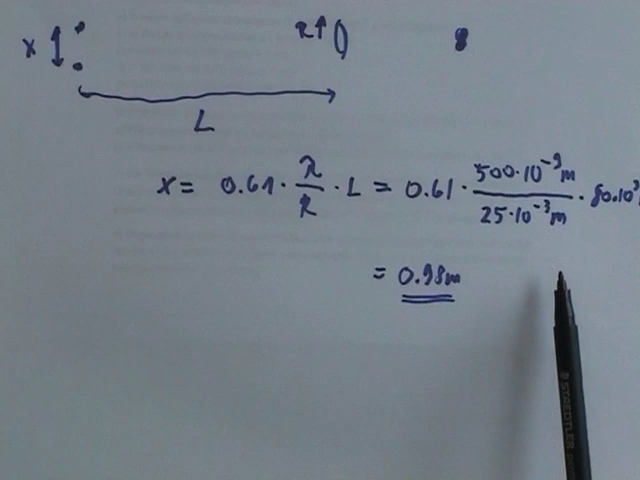 x R
L
x = 0.61 · λ/R · L = 0.61 · 500·10⁻⁹m/25·10⁻³m · 80.10³
= 0.98m
STAEDTLER